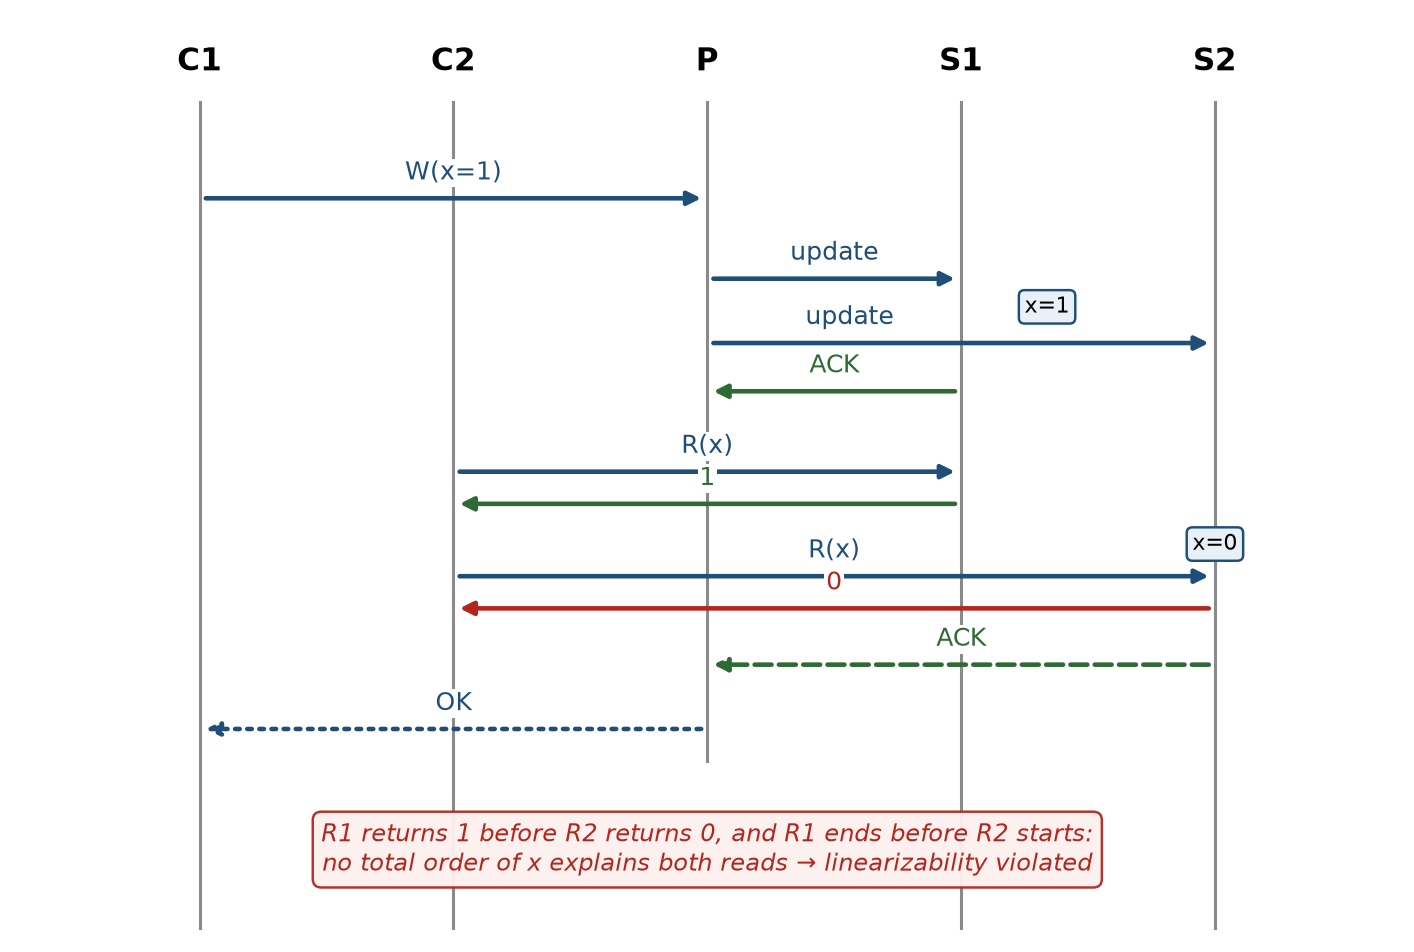 C1 C2 P S1 S2
W(x=1)
update
x=1
update
ACK
R(x)
1
x=0
R(x)
0
ACK
OK
R1 returns 1 before R2 returns 0, and R1 ends before R2 starts:
no total order of x explains both reads → linearizability violated